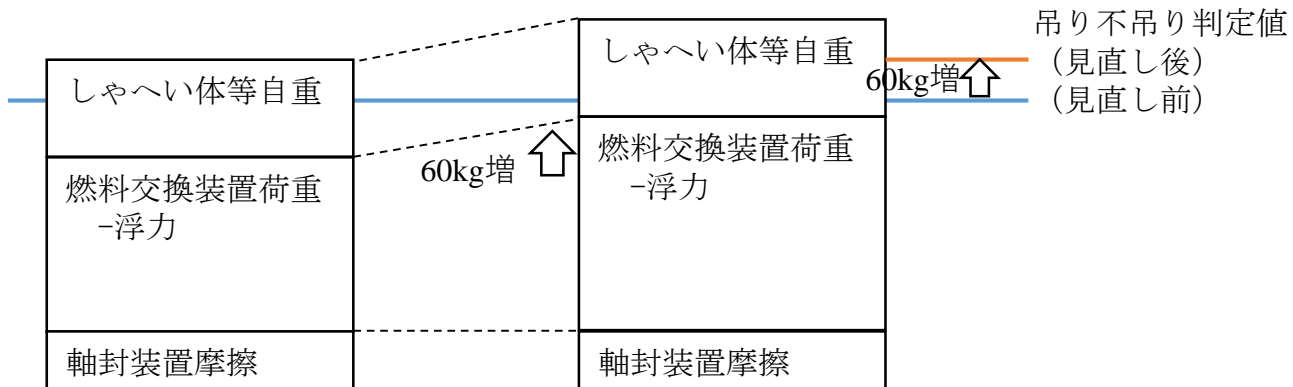 しゃへい体等自重
燃料交換装置荷重
-浮力
軸封装置摩擦
60kg増
しゃへい体等自重
燃料交換装置荷重
-浮力
軸封装置摩擦
60kg増
吊り不吊り判定値
（見直し後）
（見直し前）